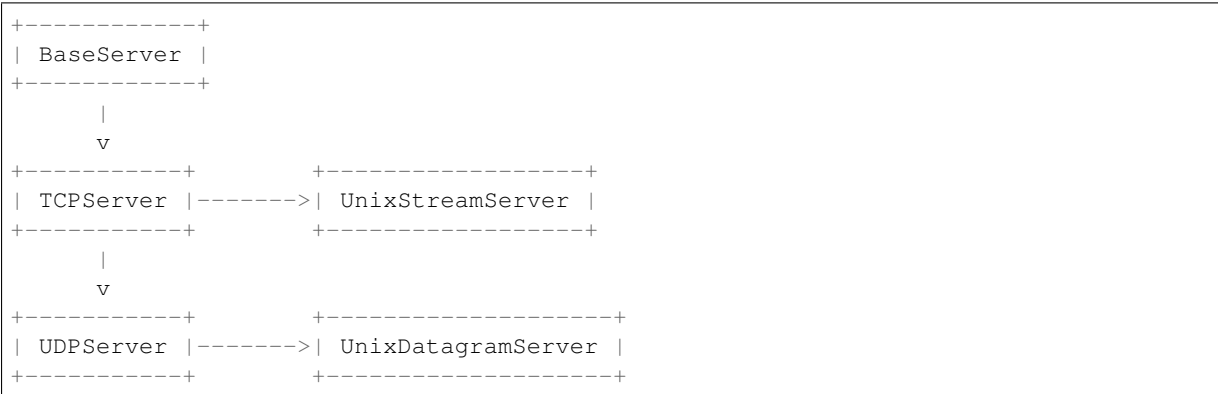 +------------+
| BaseServer |
+------------+
      |
      v
+-----------+        +------------------+
| TCPServer |------->| UnixStreamServer |
+-----------+        +------------------+
      |
      v
+-----------+        +--------------------+
| UDPServer |------->| UnixDatagramServer |
+-----------+        +--------------------+